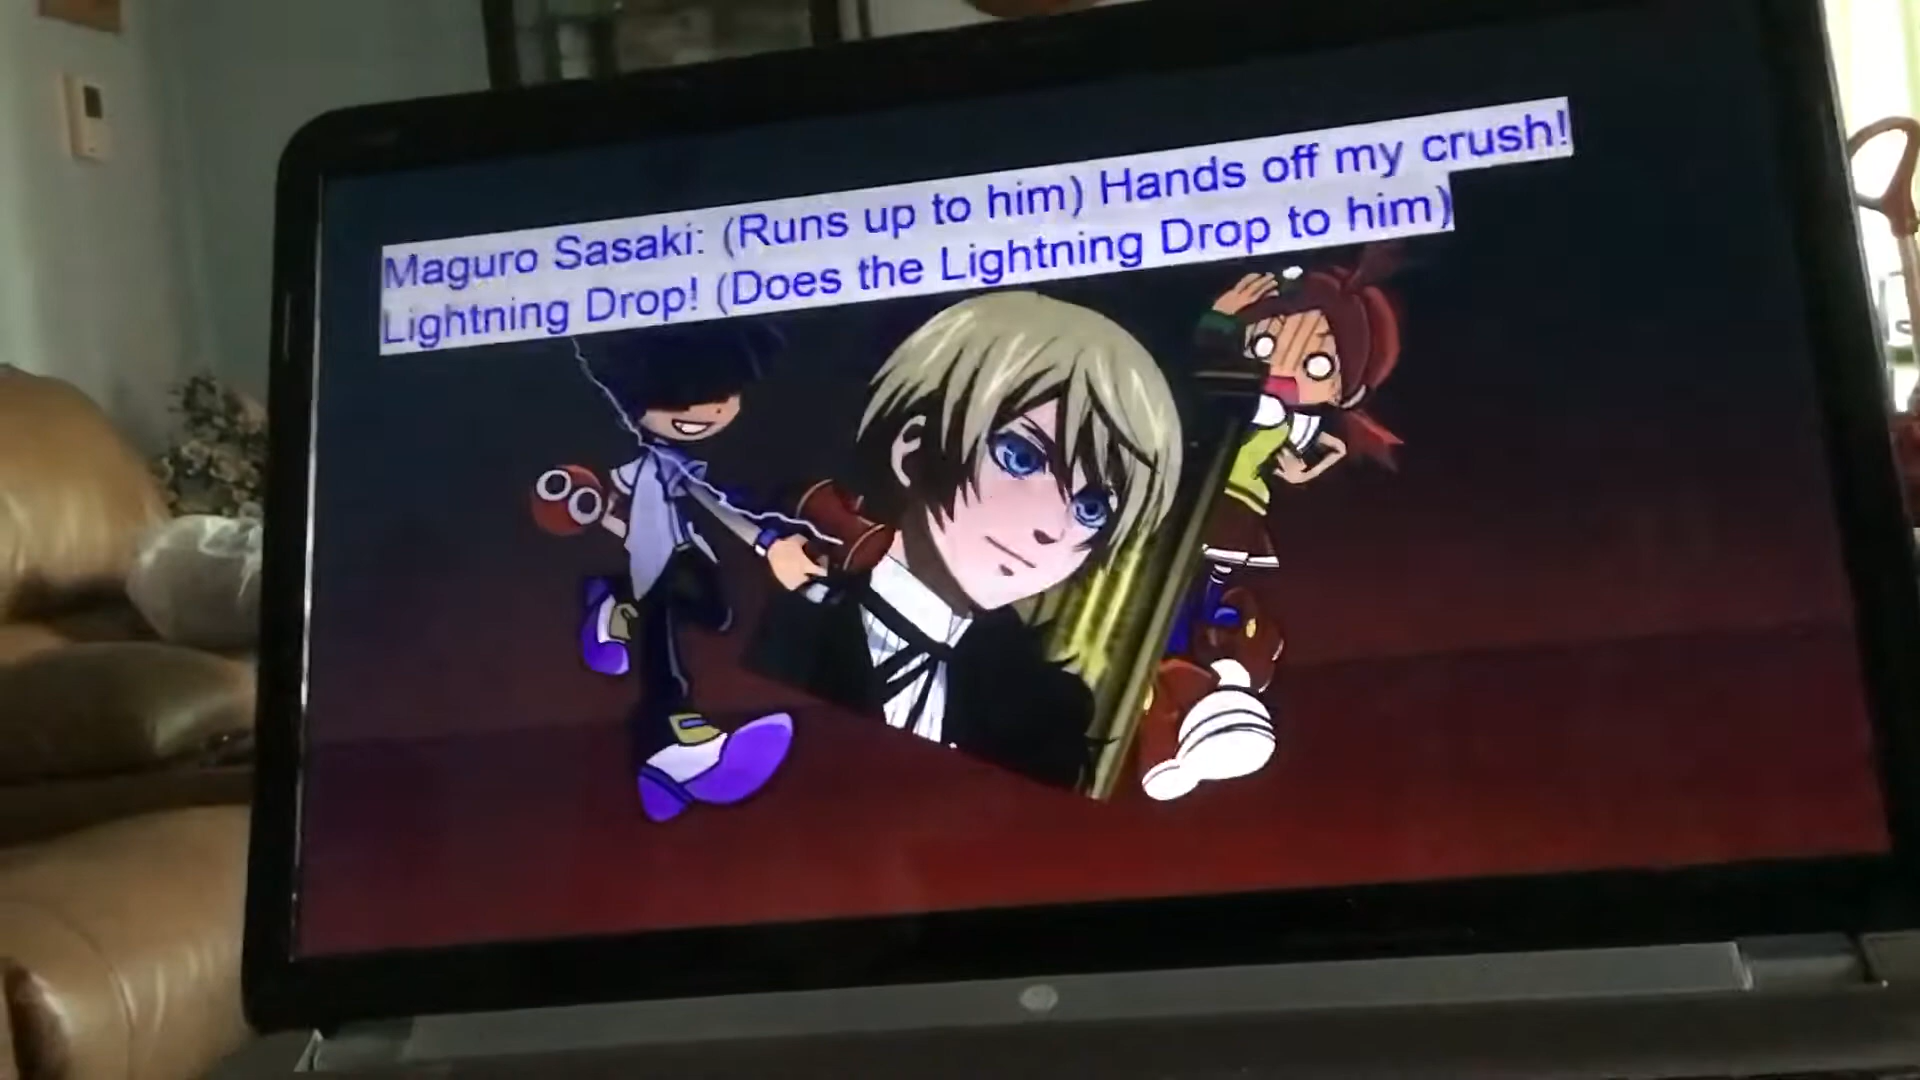 Maguro Sasaki: (Runs up to him) Hands off my crush!
Lightning Drop! (Does the Lightning Drop to him)